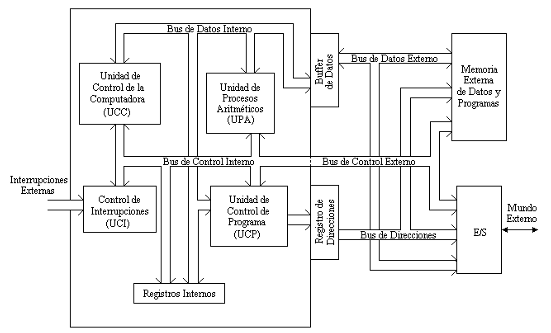 Bus de Datos Interno
Buffer
de Datos
Bus de Datos Externo
Unidad de
Control de la
Computadora
(UCC)
Unidad de
Procesos
Aritméticos
(UPA)
Memoria
Externa
de Datos y
Programas
Bus de Control Interno
Bus de Control Externo
Interrupciones
Externas
Control de
Interrupciones
(UCI)
Unidad de
Control de
Programa
(UCP)
Registro de
Direcciones
Bus de Direcciones
E/S
Mundo
Externo
Registros Internos